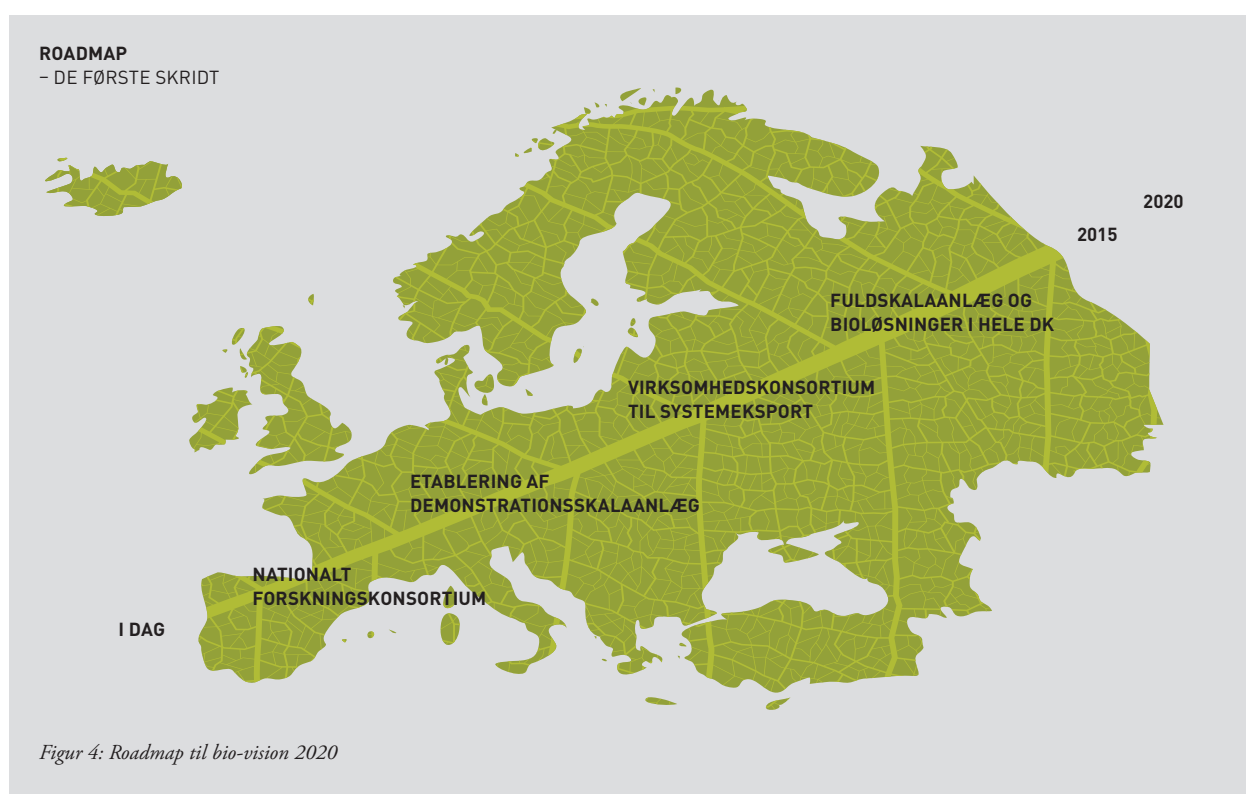 ROADMAP
– DE FØRSTE SKRIDT
2020
2015
FULDSKALAANLÆG OG
BIOLØSNINGER I HELE DK
VIRKSOMHEDSKONSORTIUM
TIL SYSTEMEKSPORT
ETABLERING AF
DEMONSTRATIONSSKALAANLÆG
NATIONALT
FORSKNINGSKONSORTIUM
I DAG
Figur 4: Roadmap til bio-vision 2020